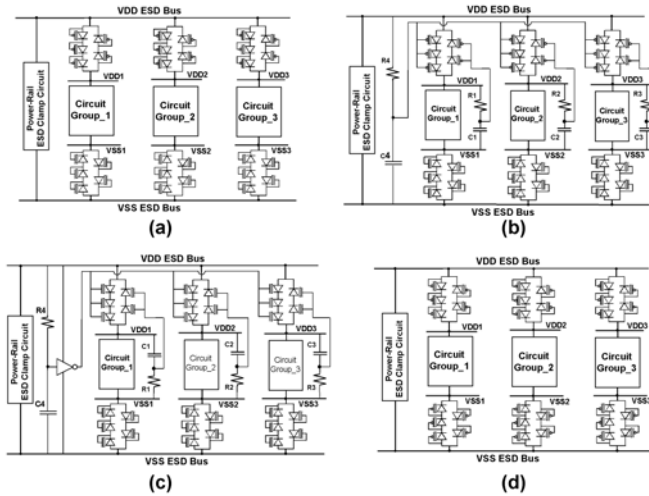 VDD ESD Bus
Power-Rail
ESD Clamp Circuit
VDD1
VDD2
VDD3
Circuit
Group_1
Circuit
Group_2
Circuit
Group_3
VSS1
VSS2
VSS3
VSS ESD Bus
(a)
VDD ESD Bus
Power-Rail
ESD Clamp Circuit
R4
C4
VDD1
VDD2
VDD3
Circuit
Group_1
R1
C1
Circuit
Group_2
R2
C2
Circuit
Group_3
R3
C3
VSS1
VSS2
VSS3
VSS ESD Bus
(b)
VDD ESD Bus
Power-Rail
ESD Clamp Circuit
R4
C4
VDD1
VDD2
VDD3
Circuit
Group_1
C1
R1
Circuit
Group_2
C2
R2
Circuit
Group_3
C3
R3
VSS1
VSS2
VSS3
VSS ESD Bus
(c)
VDD ESD Bus
Power-Rail
ESD Clamp Circuit
VDD1
VDD2
VDD3
Circuit
Group_1
Circuit
Group_2
Circuit
Group_3
VSS1
VSS2
VSS3
VSS ESD Bus
(d)